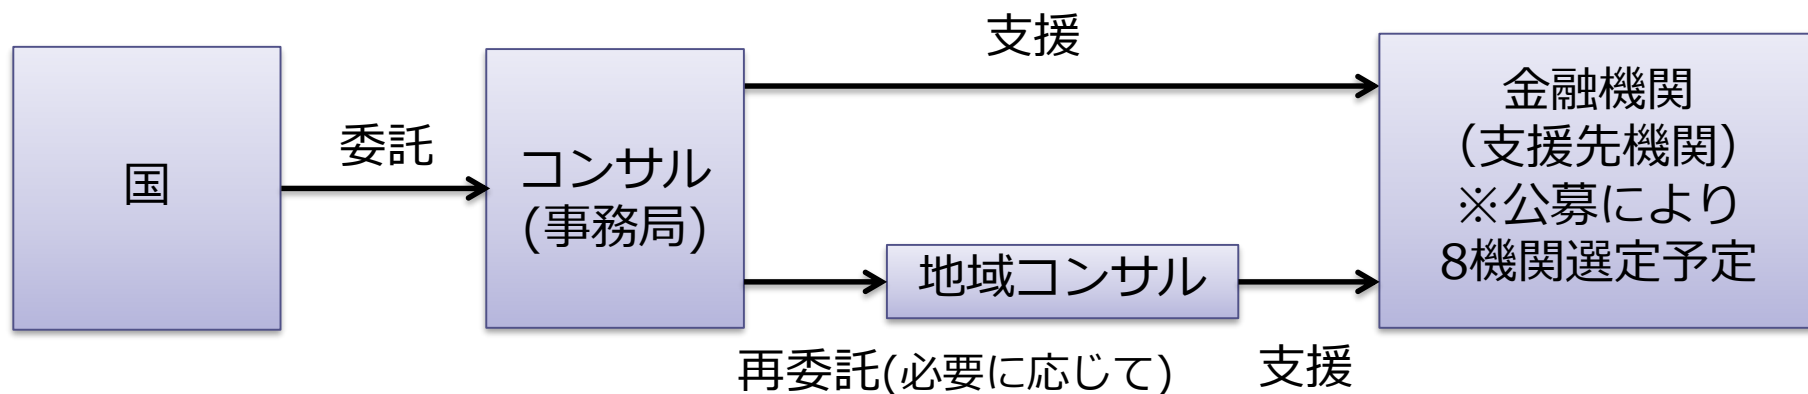 国
委託
コンサル
(事務局)
支援
再委託(必要に応じて)
地域コンサル
支援
金融機関
（支援先機関）
※公募により
8機関選定予定